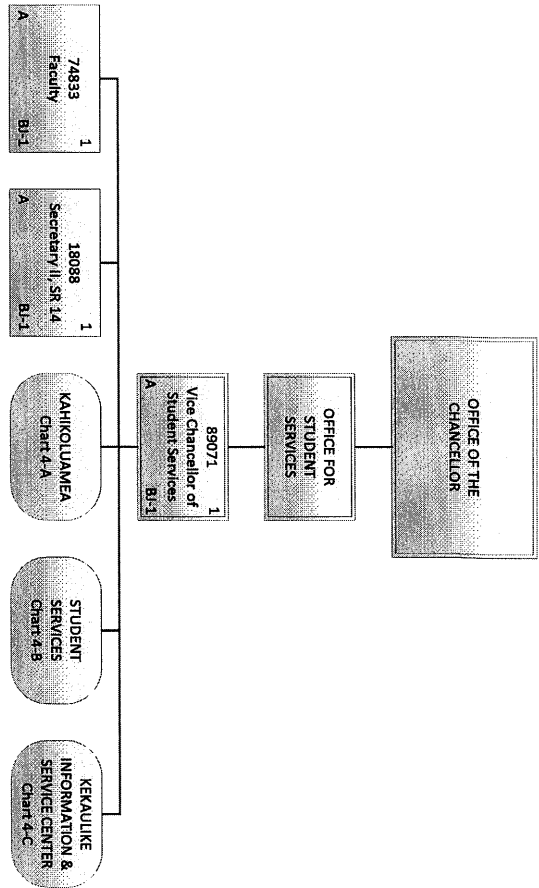 OFFICE OF THE
CHANCELLOR
OFFICE FOR
STUDENT
SERVICES
1
89071
Vice Chancellor of
Student Services
A BJ-1
1
74833
Faculty
A BJ-1
1
18088
Secretary II, SR 14
A BJ-1
KAHIKOLUAMEA
Chart 4-A
STUDENT
SERVICES
Chart 4-B
KEKAULIKE
INFORMATION &
SERVICE CENTER
Chart 4-C